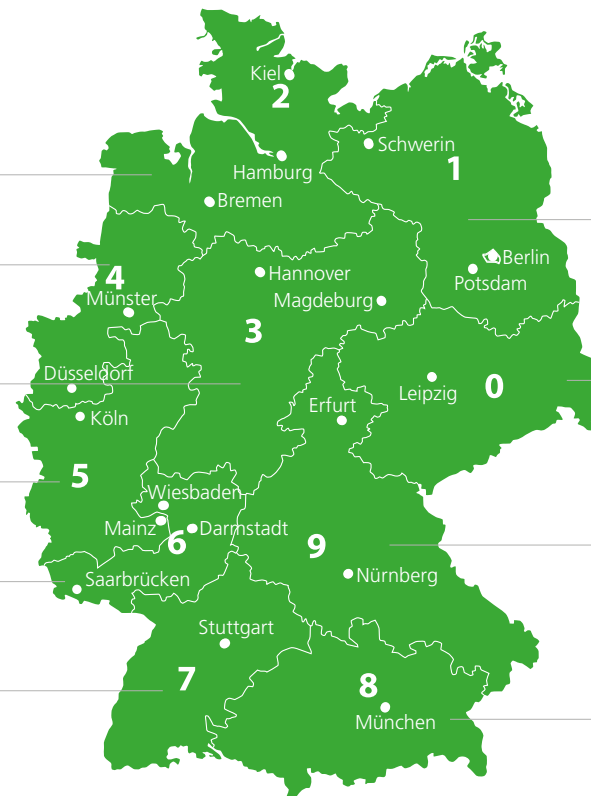 Kiel
2
Schwerin
1
Hamburg
Bremen
Berlin
4
Hannover
Potsdam
Münster
Magdeburg
3
Düsseldorf
Leipzig
0
Erfurt
Köln
5
Wiesbaden
Mainz
Darmstadt
6
9
Saarbrücken
Nürnberg
Stuttgart
7
8
München